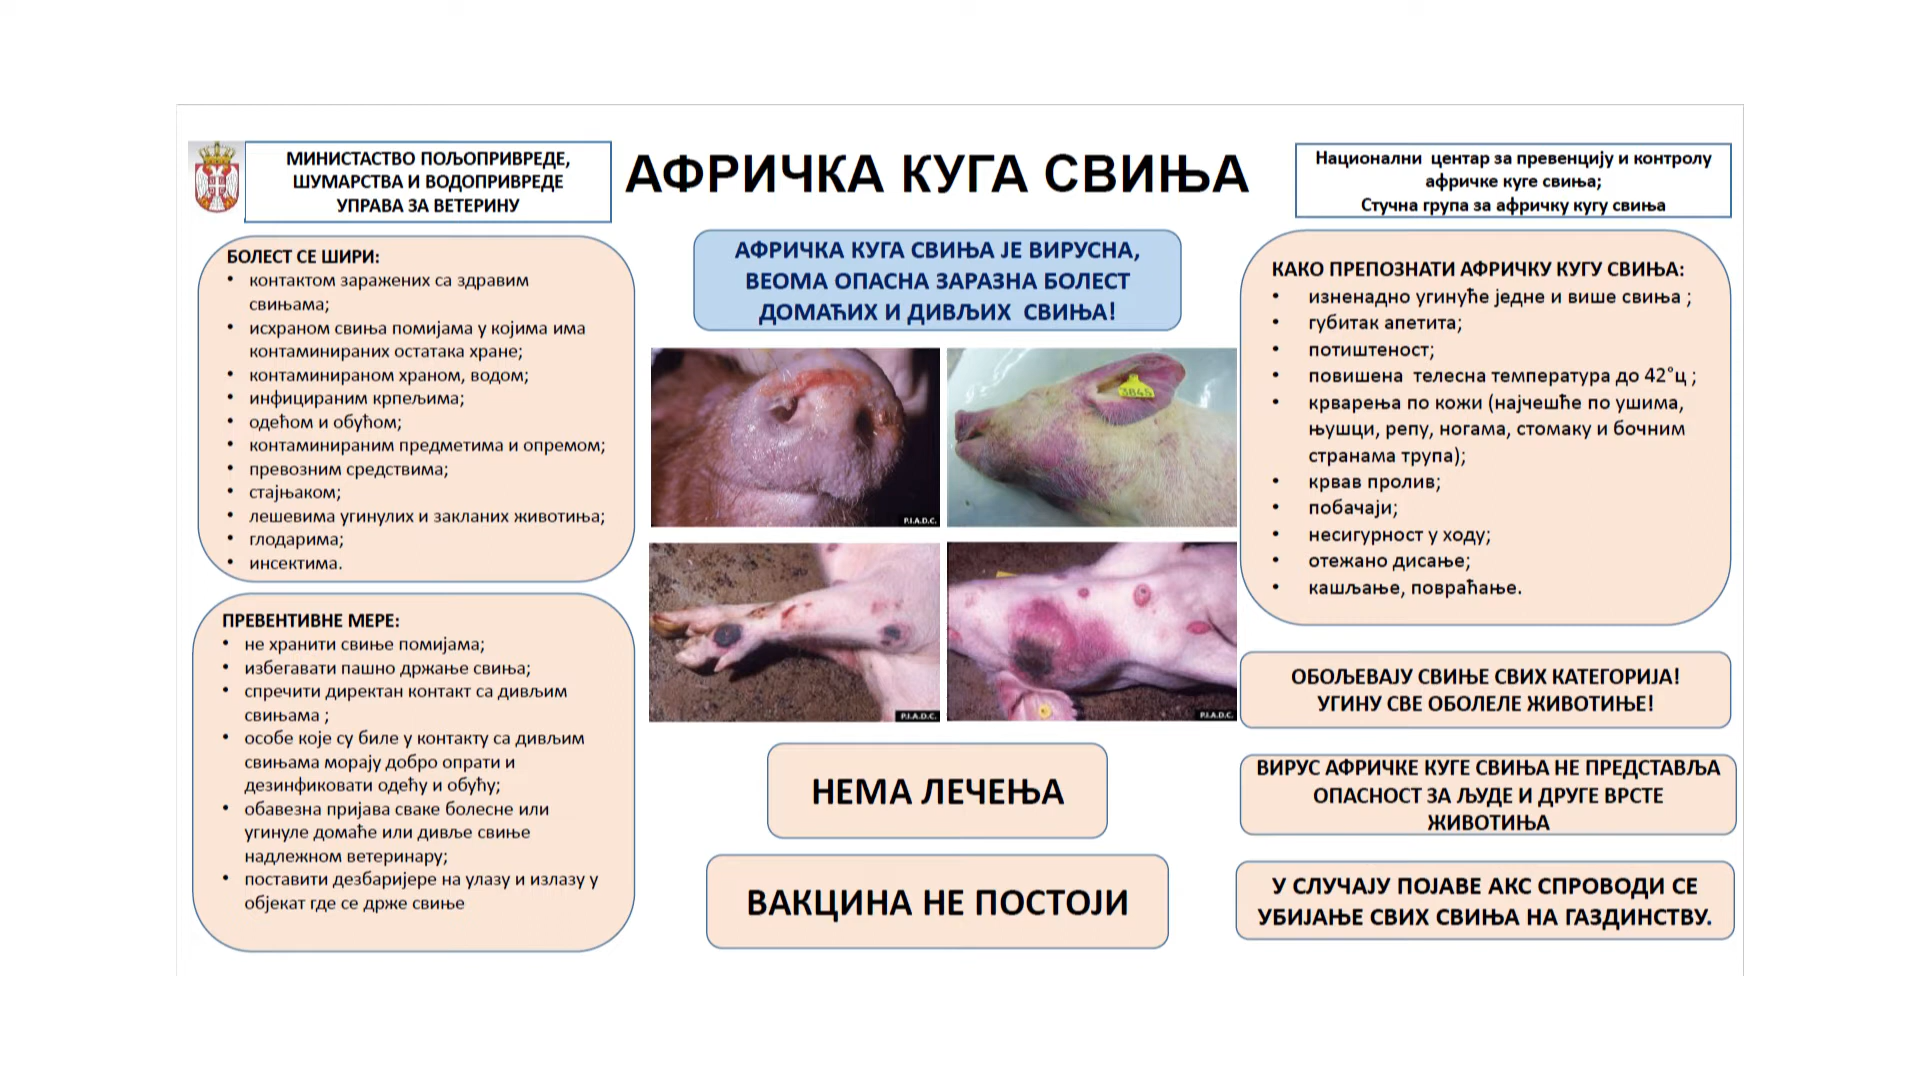 МИНИСТАСТВО ПОЉОПРИВРЕДЕ,
ШУМАРСТВА И ВОДОПРИВРЕДЕ
УПРАВА ЗА ВЕТЕРИНУ
АФРИЧКА КУГА СВИЊА
Национални центар за превенцију и контролу
афричке куге свиња;
Стучна група за афричку кугу свиња
БОЛЕСТ СЕ ШИРИ:
• контактом заражених са здравим
свињама;
• исхраном свиња помијама у којима има
контаминираних остатака хране;
• контаминираном храном, водом;
• инфицираним крпељима;
• одећом и обућом;
• контаминираним предметима и опремом;
• превозним средствима;
• стајњаком;
• лешевима угинулих и закланих животиња;
• глодарима;
• инсектима.
ПРЕВЕНТИВНЕ МЕРЕ:
• не хранити свиње помијама;
• избегавати пашно држање свиња;
• спречити директан контакт са дивљим
свињама ;
• особе које су биле у контакту са дивљим
свињама морају добро опрати и
дезинфиковати одећу и обућу;
• обавезна пријава сваке болесне или
угинуле домаће или дивље свиње
надлежном ветеринару;
• поставити дезбаријере на улазу и излазу у
објекат где се држе свиње
АФРИЧКА КУГА СВИЊА ЈЕ ВИРУСНА,
ВЕОМА ОПАСНА ЗАРАЗНА БОЛЕСТ
ДОМАЋИХ И ДИВЉИХ СВИЊА!
P.I.A.D.C.
3845
P.I.A.D.C.
P.I.A.D.C.
НЕМА ЛЕЧЕЊА
ВАКЦИНА НЕ ПОСТОЈИ
КАКО ПРЕПОЗНАТИ АФРИЧКУ КУГУ СВИЊА:
• изненадно угинуће једне и више свиња ;
• губитак апетита;
• потиштеност;
• повишена телесна температура до 42˚ц ;
• крварења по кожи (најчешће по ушима,
њушци, репу, ногама, стомаку и бочним
странама трупа);
• крвав пролив;
• побачаји;
• несигурност у ходу;
• отежано дисање;
• кашљање, повраћање.
ОБОЉЕВАЈУ СВИЊЕ СВИХ КАТЕГОРИЈА!
УГИНУ СВЕ ОБОЛЕЛЕ ЖИВОТИЊЕ!
ВИРУС АФРИЧКЕ КУГЕ СВИЊА НЕ ПРЕДСТАВЉА
ОПАСНОСТ ЗА ЉУДЕ И ДРУГЕ ВРСТЕ
ЖИВОТИЊА
У СЛУЧАЈУ ПОЈАВЕ АКС СПРОВОДИ СЕ
УБИЈАЊЕ СВИХ СВИЊА НА ГАЗДИНСТВУ.